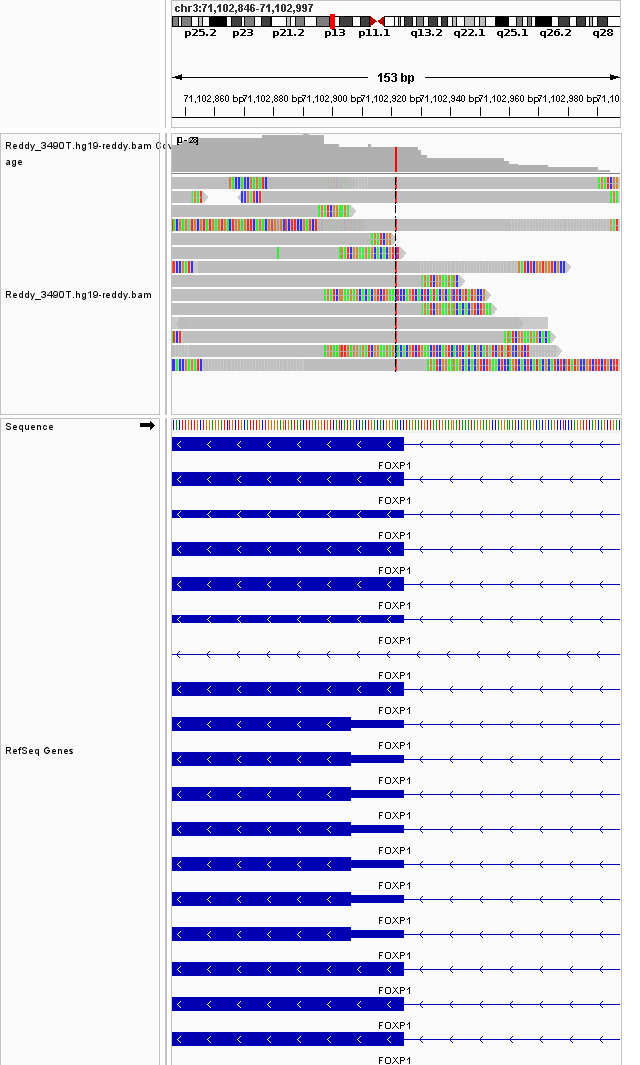 chr3:71,102,846-71,102,997
p25.2 p23 p21.2 p13 p11.1 q13.2 q22.1 q25.1 q26.2 q28
153 bp
71,102,860 bp 71,102,880 bp 71,102,900 bp 71,102,920 bp 71,102,940 bp 71,102,960 bp 71,102,980 bp 71,10
Reddy_3490T.hg19-reddy.bam Cov
age
[0 - 28]
Reddy_3490T.hg19-reddy.bam
Sequence
FOXP1
FOXP1
FOXP1
FOXP1
FOXP1
FOXP1
FOXP1
FOXP1
FOXP1
RefSeq Genes
FOXP1
FOXP1
FOXP1
FOXP1
FOXP1
FOXP1
FOXP1
FOXP1
FOXP1